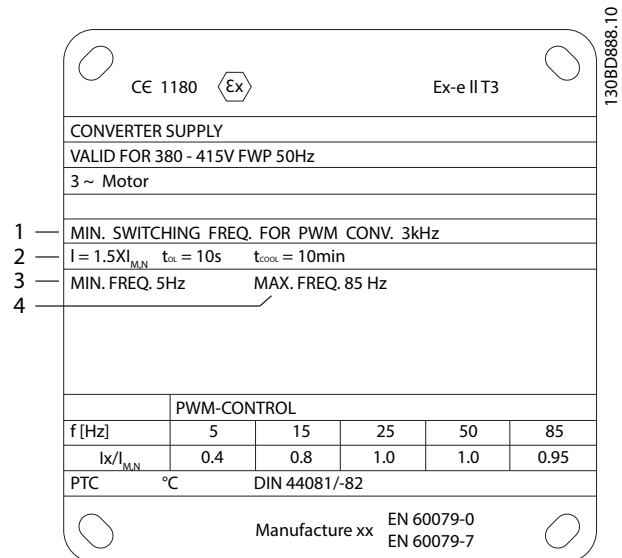 130BD888.10
CE 1180 Ex Ex-e ll T3
CONVERTER SUPPLY
VALID FOR 380 - 415V FWP 50Hz
3 ~ Motor
1 MIN. SWITCHING FREQ. FOR PWM CONV. 3kHz
2 l = 1.5XIM,N tOL = 10s tCOOL = 10min
3 MIN. FREQ. 5Hz MAX. FREQ. 85 Hz
4
PWM-CONTROL
f [Hz] 5 15 25 50 85
Ix/IM,N 0.4 0.8 1.0 1.0 0.95
PTC °C DIN 44081/-82
Manufacture xx EN 60079-0
EN 60079-7